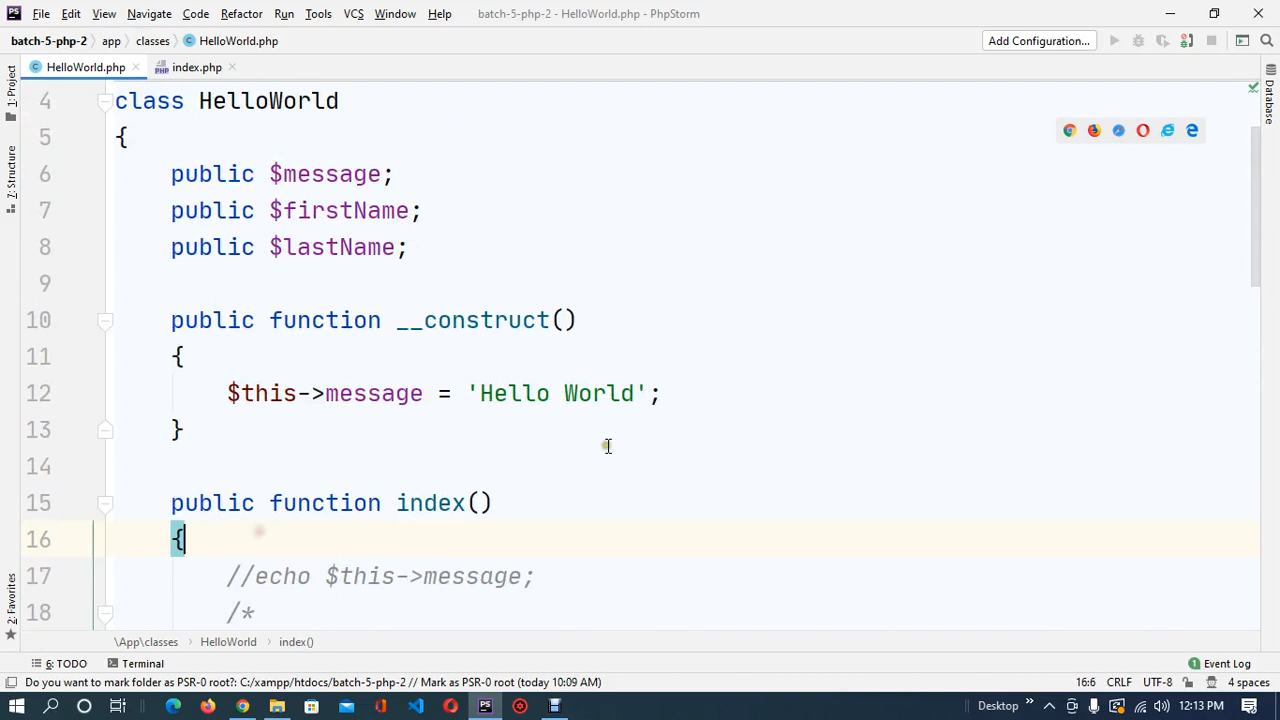 File Edit View Navigate Code Refactor Run Tools VCS Window Help batch-5-php-2 - HelloWorld.php - PhpStorm
batch-5-php-2 app classes HelloWorld.php Add Configuration...
HelloWorld.php index.php
1: Project
7: Structure
2: Favorites
Database
4 class HelloWorld
5 {
6 public $message;
7 public $firstName;
8 public $lastName;
9
10 public function __construct()
11 {
12 $this->message = 'Hello World';
13 }
14
15 public function index()
16 {
17 //echo $this->message;
18 /*
\App\classes HelloWorld index()
6: TODO Terminal 1 Event Log
Do you want to mark folder as PSR-0 root?: C:/xampp/htdocs/batch-5-php-2 // Mark as PSR-0 root (today 10:09 AM) 16:6 CRLF UTF-8 4 spaces
Desktop 12:13 PM